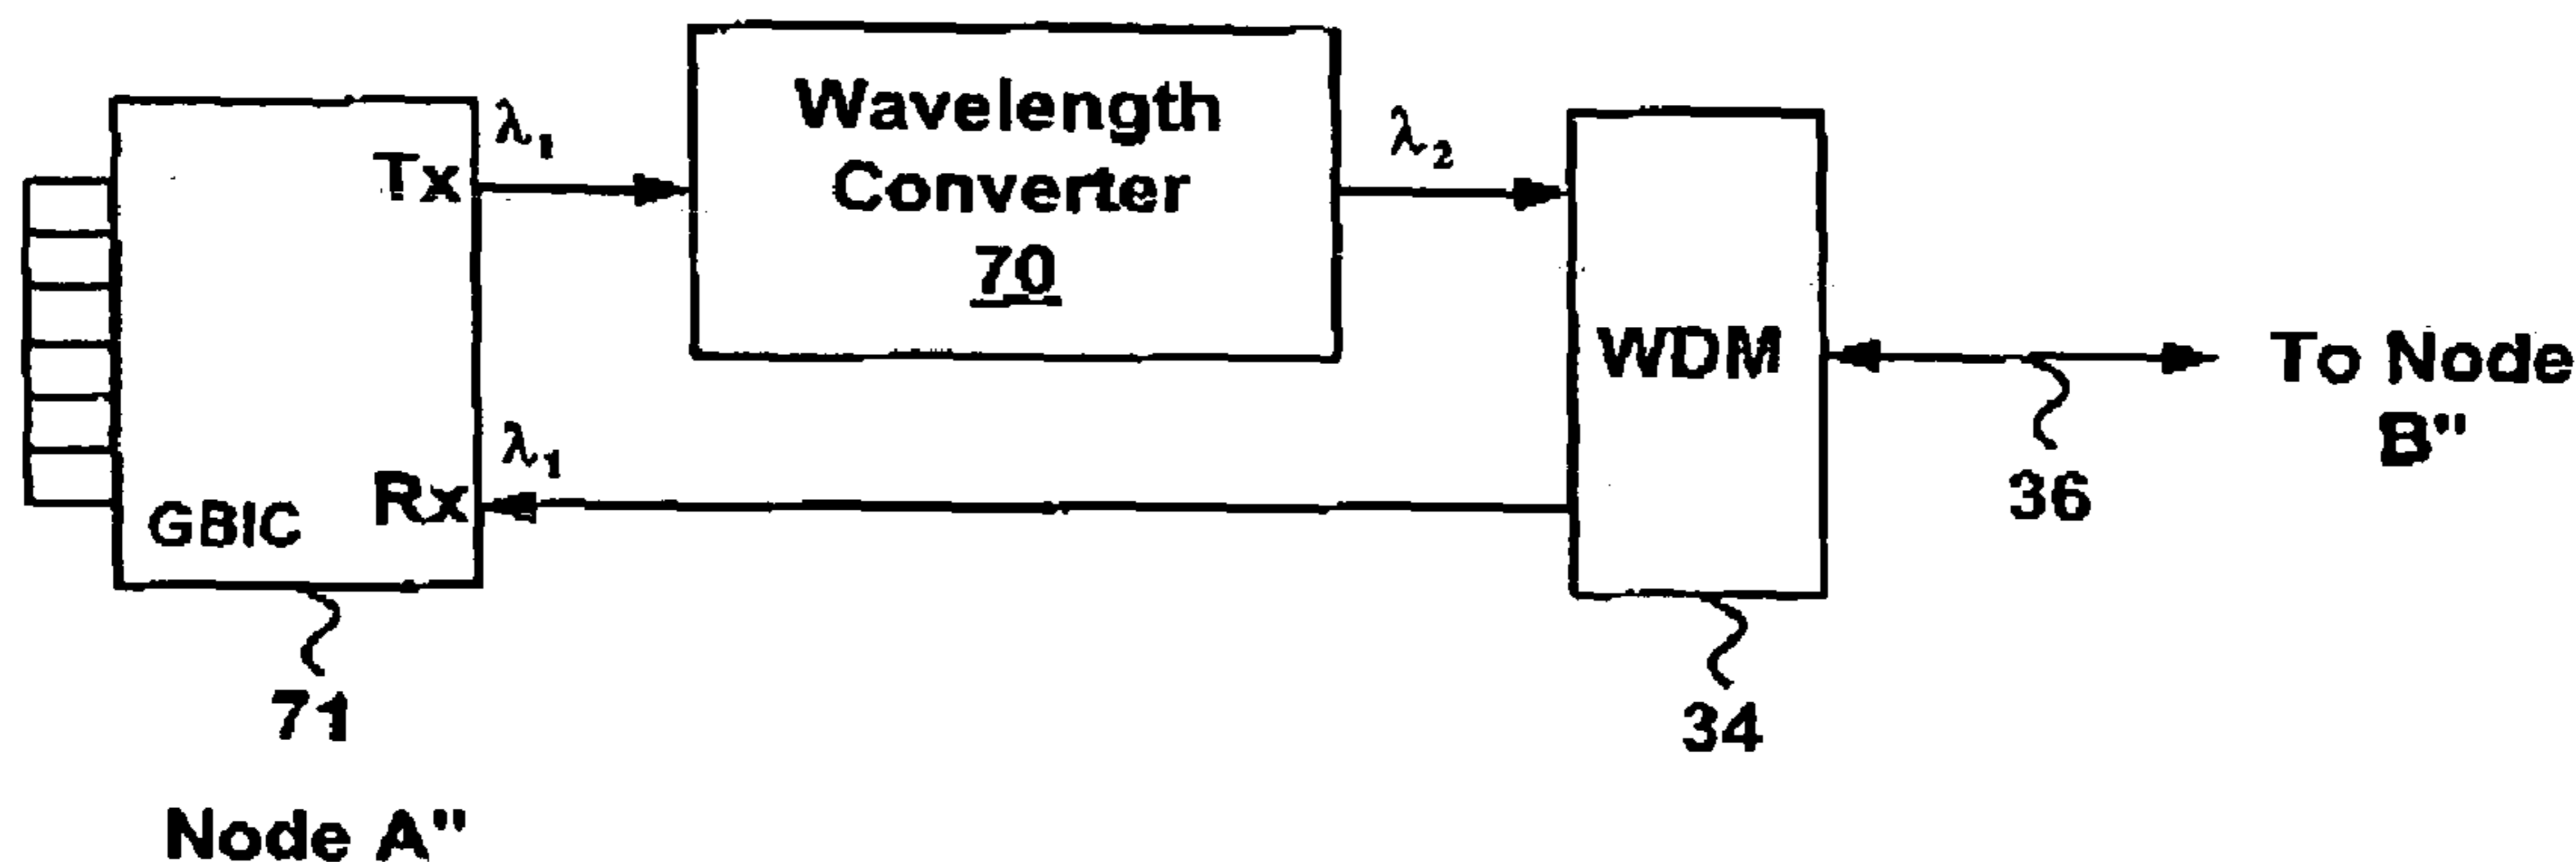 λ₁
Wavelength
Converter
70
λ₂
Tx
WDM
To Node
B"
36
λ₁
Rx
GBIC
71
34
Node A"